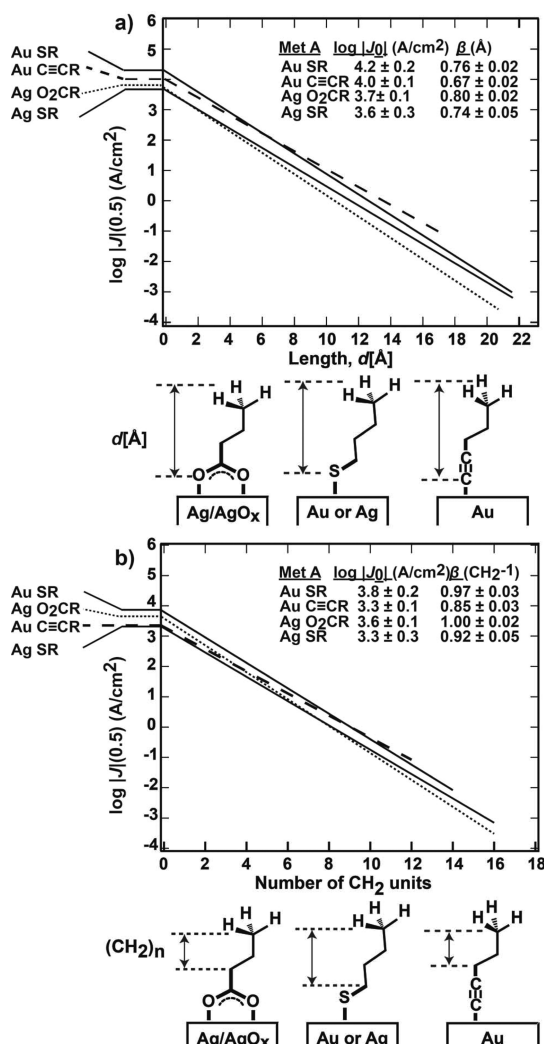 a)
Met A log |J0| (A/cm²) β (Å)
Au SR 4.2 ± 0.2 0.76 ± 0.02
Au C≡CR 4.0 ± 0.1 0.67 ± 0.02
Ag O2CR 3.7± 0.1 0.80 ± 0.02
Ag SR 3.6 ± 0.3 0.74 ± 0.05
Au SR
Au C≡CR
Ag O2CR
Ag SR
log |J|(0.5) (A/cm²)
6
5
4
3
2
1
0
-1
-2
-3
-4
0 2 4 6 8 10 12 14 16 18 20 22
Length, d[Å]
d[Å]
H H H
O O
Ag/AgOx
H H H
S
Au or Ag
H H H
C
C
Au
b)
Met A log |J0| (A/cm²) β (CH2⁻¹)
Au SR 3.8 ± 0.2 0.97 ± 0.03
Au C≡CR 3.3 ± 0.1 0.85 ± 0.03
Ag O2CR 3.6 ± 0.1 1.00 ± 0.02
Ag SR 3.3 ± 0.3 0.92 ± 0.05
Au SR
Ag O2CR
Au C≡CR
Ag SR
log |J|(0.5) (A/cm²)
6
5
4
3
2
1
0
-1
-2
-3
-4
0 2 4 6 8 10 12 14 16 18
Number of CH2 units
(CH2)n
H H H
O O
Ag/AgOx
H H H
S
Au or Ag
H H H
C
C
Au